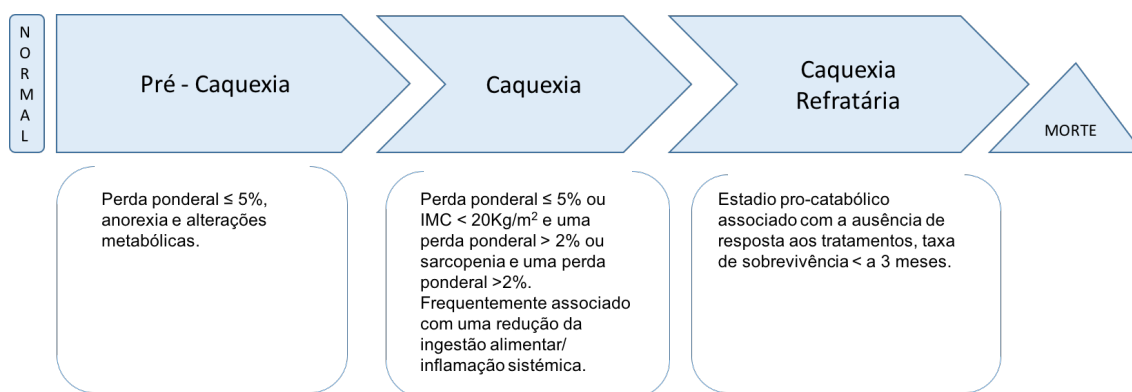 NORMAL
Pré - Caquexia
Caquexia
Caquexia
Refratária
MORTE
Perda ponderal ≤ 5%,
anorexia e alterações
metabólicas.
Perda ponderal ≤ 5% ou
IMC < 20Kg/m² e uma
perda ponderal > 2% ou
sarcopenia e uma perda
ponderal >2%.
Frequentemente associado
com uma redução da
ingestão alimentar/
inflamação sistémica.
Estadio pro-catabólico
associado com a ausência de
resposta aos tratamentos, taxa
de sobrevivência < a 3 meses.